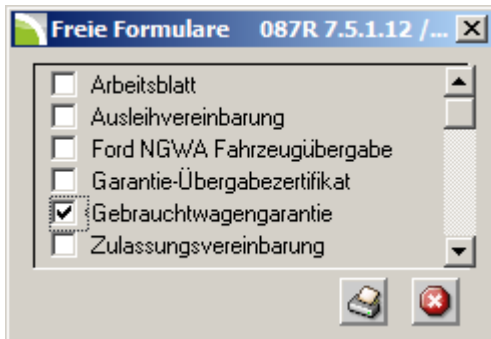 Freie Formulare 087R 7.5.1.12 /...
Arbeitsblatt
Ausleihvereinbarung
Ford NGWA Fahrzeugübergabe
Garantie-Übergabezertifikat
Gebrauchtwagengarantie
Zulassungsvereinbarung